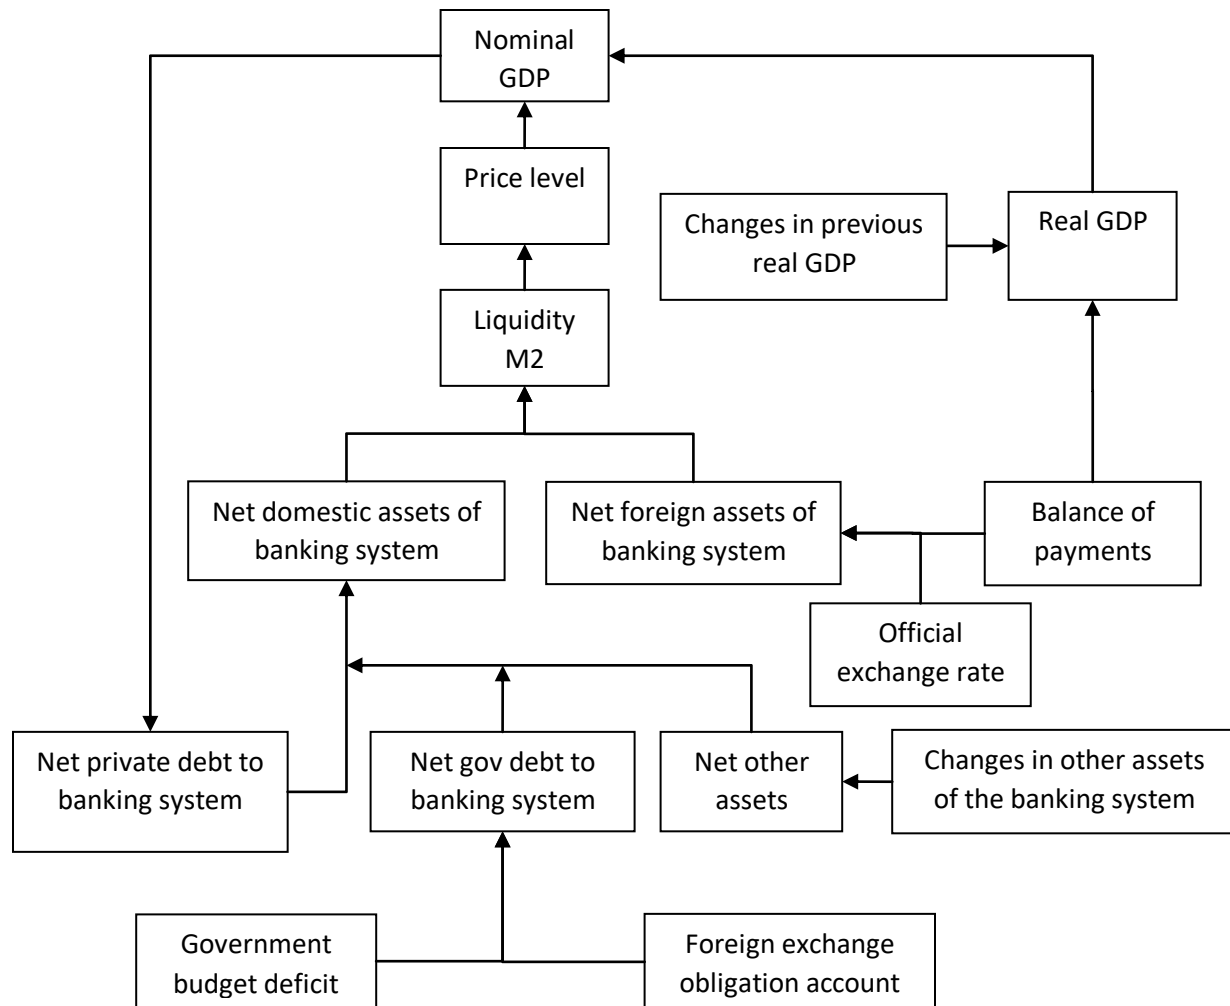 Nominal
GDP
Price level
Changes in previous
real GDP
Real GDP
Liquidity
M2
Net domestic assets of
banking system
Net foreign assets of
banking system
Balance of
payments
Official
exchange rate
Net private debt to
banking system
Net gov debt to
banking system
Net other
assets
Changes in other assets
of the banking system
Government
budget deficit
Foreign exchange
obligation account